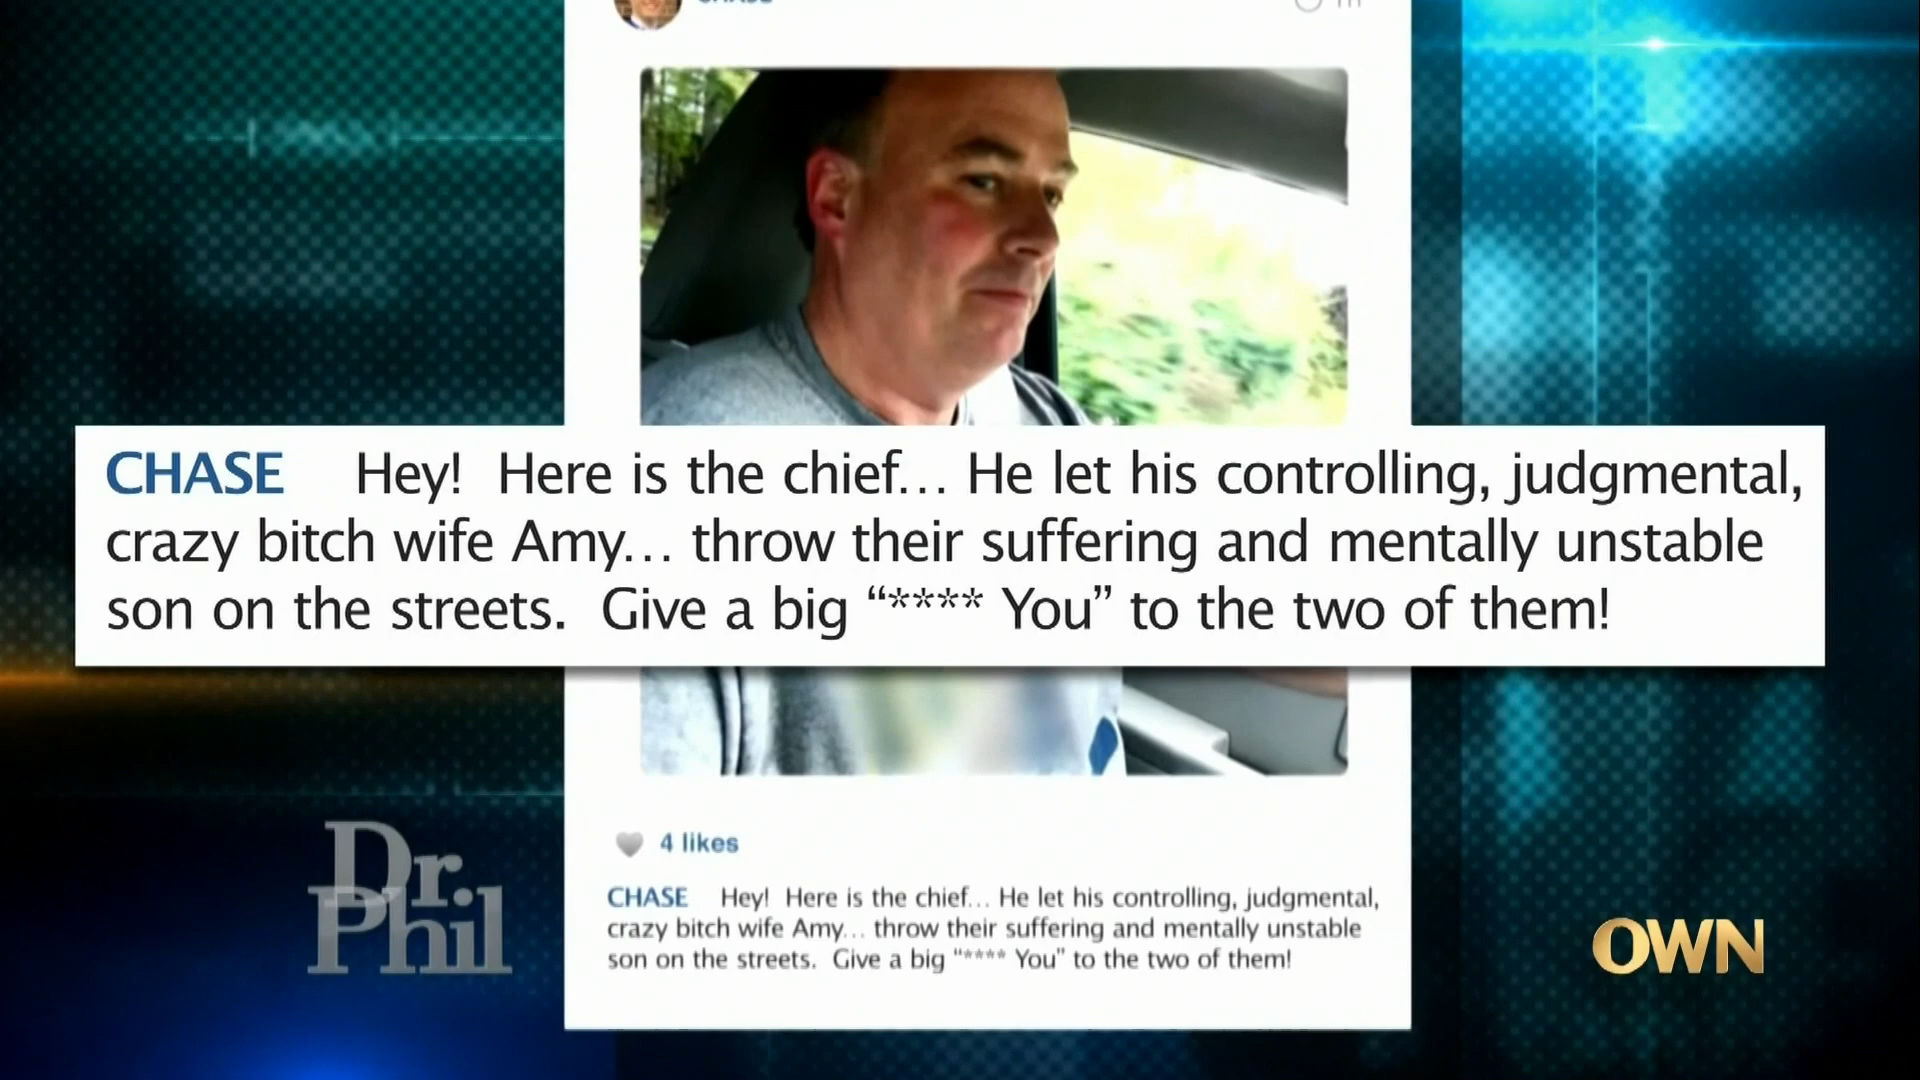 CHASE
CHASE Hey! Here is the chief... He let his controlling, judgmental,
crazy bitch wife Amy... throw their suffering and mentally unstable
son on the streets. Give a big “**** You” to the two of them!
4 likes
CHASE Hey! Here is the chief... He let his controlling, judgmental,
crazy bitch wife Amy... throw their suffering and mentally unstable
son on the streets. Give a big “**** You” to the two of them!
Dr.
Phil
OWN